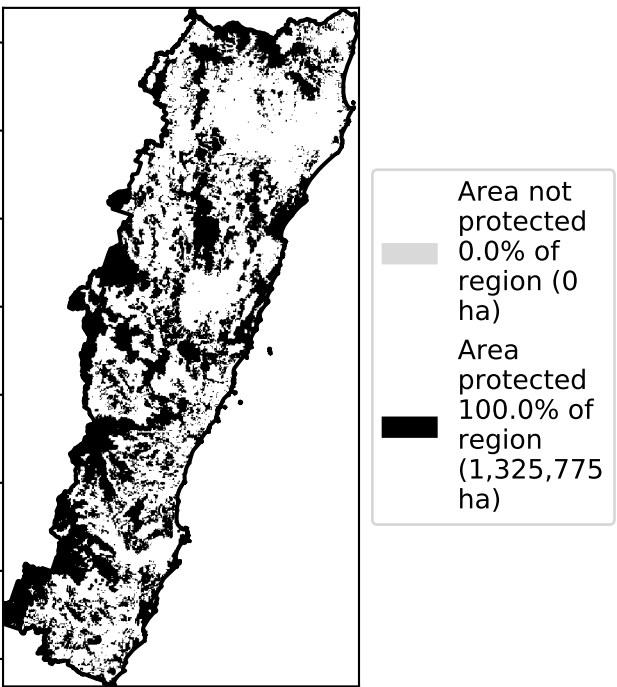 Area not
protected
0.0% of
region (0
ha)
Area
protected
100.0% of
region
(1,325,775
ha)